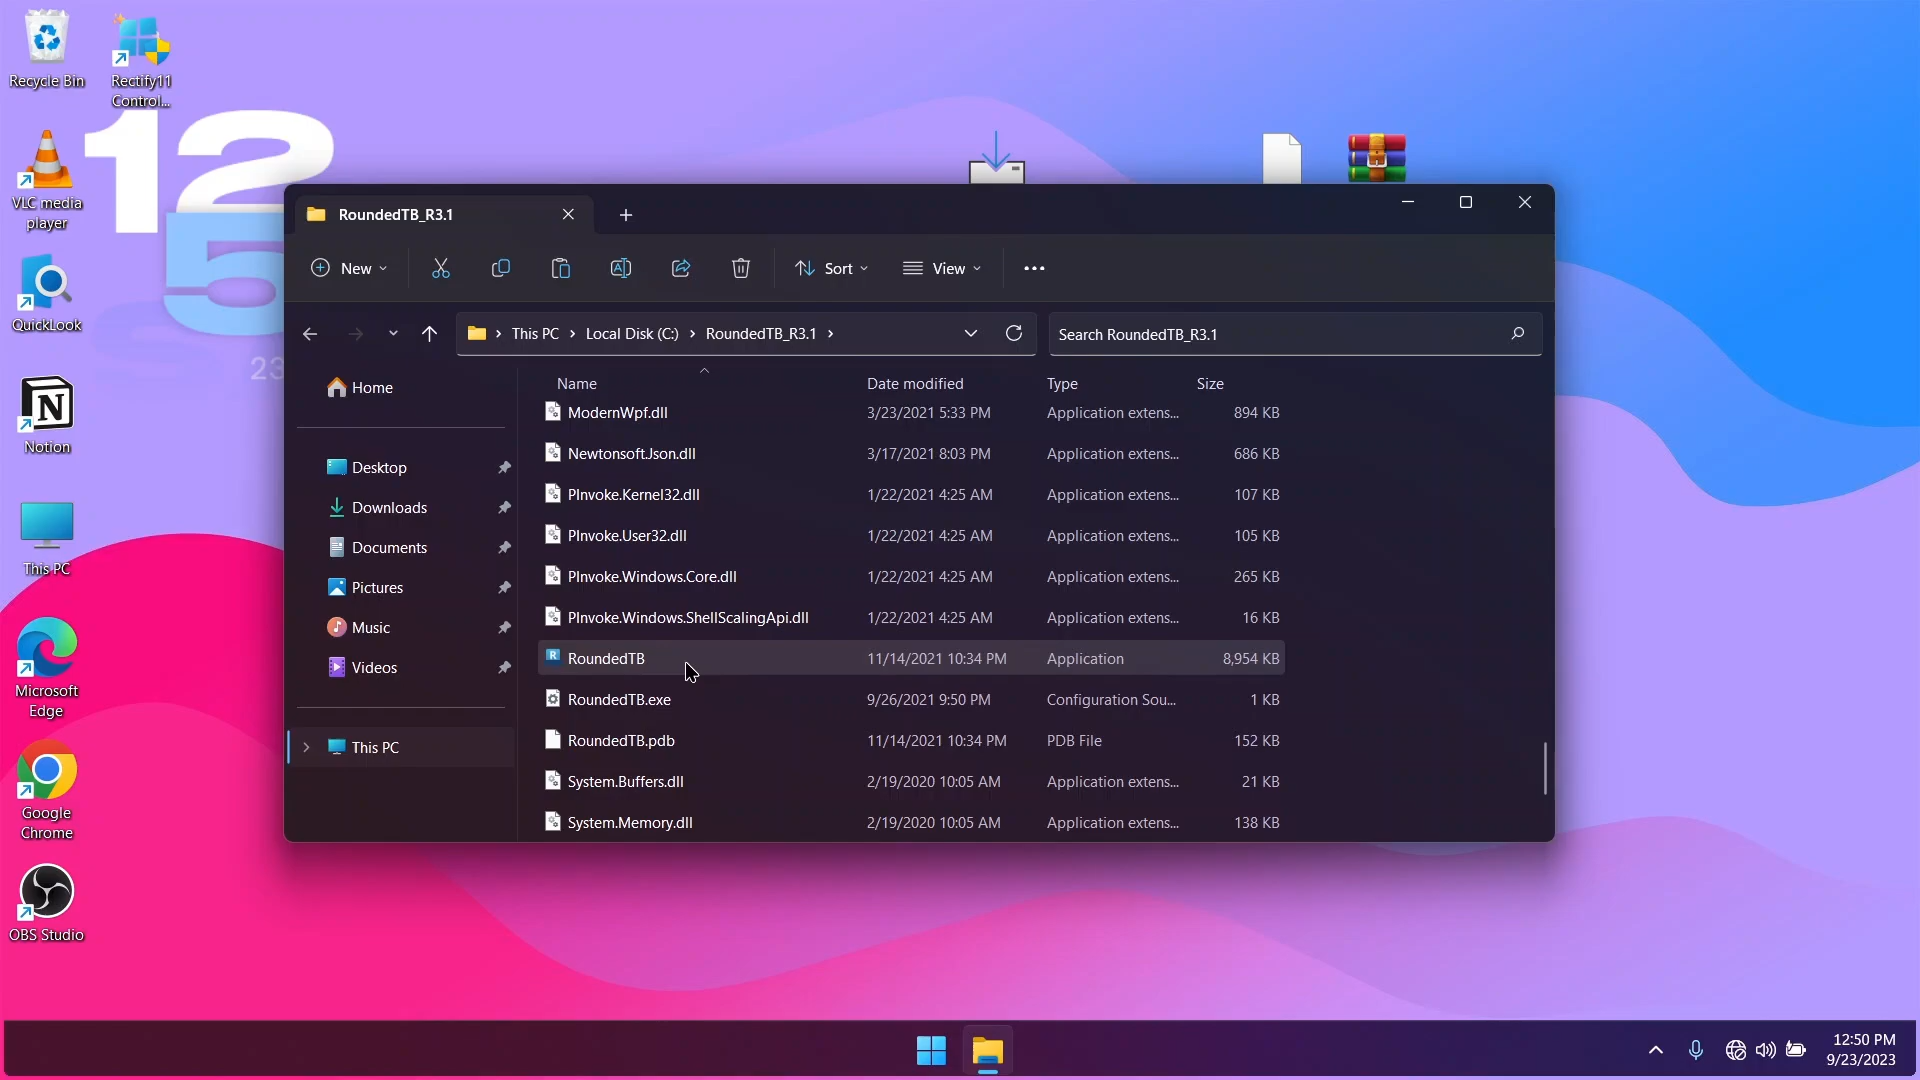 Recycle Bin
Rectify11
Control...
VLC media
player
QuickLook
Notion
This PC
Microsoft
Edge
Google
Chrome
OBS Studio
12
5
23
RoundedTB_R3.1
New
Sort
View
This PC
Local Disk (C:)
RoundedTB_R3.1
Search RoundedTB_R3.1
Home
Desktop
Downloads
Documents
Pictures
Music
Videos
This PC
Name Date modified Type Size
ModernWpf.dll 3/23/2021 5:33 PM Application extens... 894 KB
Newtonsoft.Json.dll 3/17/2021 8:03 PM Application extens... 686 KB
PInvoke.Kernel32.dll 1/22/2021 4:25 AM Application extens... 107 KB
PInvoke.User32.dll 1/22/2021 4:25 AM Application extens... 105 KB
PInvoke.Windows.Core.dll 1/22/2021 4:25 AM Application extens... 265 KB
PInvoke.Windows.ShellScalingApi.dll 1/22/2021 4:25 AM Application extens... 16 KB
RoundedTB 11/14/2021 10:34 PM Application 8,954 KB
RoundedTB.exe 9/26/2021 9:50 PM Configuration Sou... 1 KB
RoundedTB.pdb 11/14/2021 10:34 PM PDB File 152 KB
System.Buffers.dll 2/19/2020 10:05 AM Application extens... 21 KB
System.Memory.dll 2/19/2020 10:05 AM Application extens... 138 KB
12:50 PM
9/23/2023